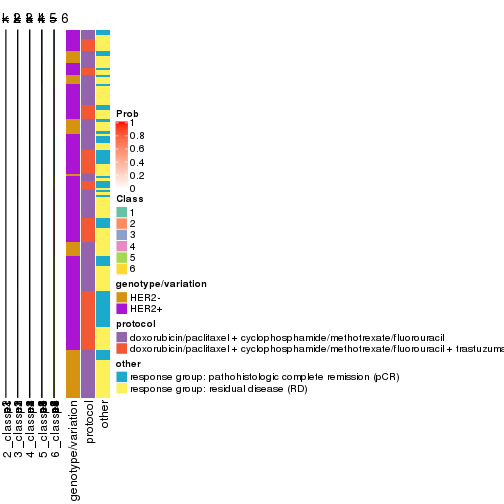 Prob
1
0.8
0.6
0.4
0.2
0
Class
1
2
3
4
5
6
genotype/variation
HER2-
HER2+
protocol
doxorubicin/paclitaxel + cyclophosphamide/methotrexate/fluorouracil
doxorubicin/paclitaxel + cyclophosphamide/methotrexate/fluorouracil + trastuzuma
other
response group: pathohistologic complete remission (pCR)
response group: residual disease (RD)
2_class
3_class
4_class
5_class
6_class
genotype/variation
protocol
other